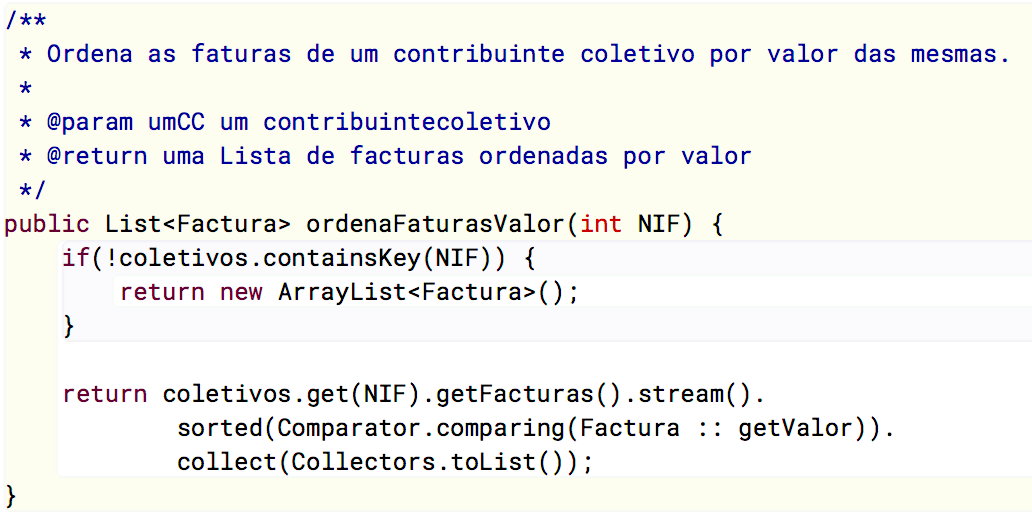 /**
 * Ordena as faturas de um contribuinte coletivo por valor das mesmas.
 *
 * @param umCC um contribuintecoletivo
 * @return uma Lista de facturas ordenadas por valor
 */
public List<Factura> ordenaFaturasValor(int NIF) {
    if(!coletivos.containsKey(NIF)) {
        return new ArrayList<Factura>();
    }

    return coletivos.get(NIF).getFacturas().stream().
            sorted(Comparator.comparing(Factura :: getValor)).
            collect(Collectors.toList());
}